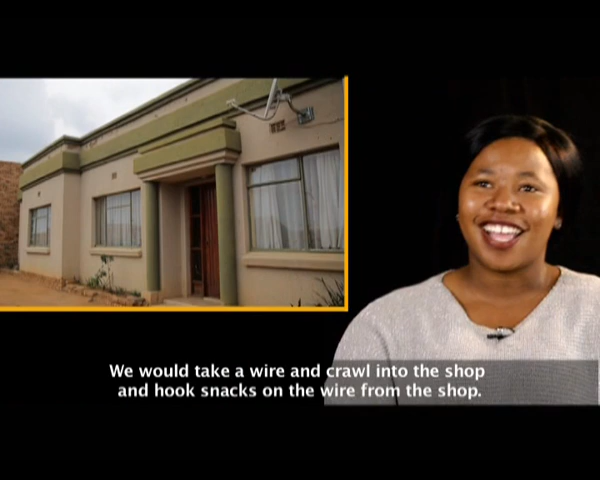 We would take a wire and crawl into the shop
and hook snacks on the wire from the shop.